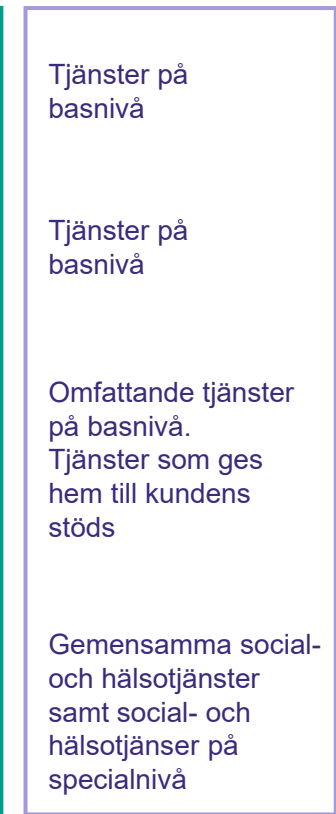 Tjänster på
basnivå
Tjänster på
basnivå
Omfattande tjänster
på basnivå.
Tjänster som ges
hem till kundens
stöds
Gemensamma social-
och hälsotjänster
samt social- och
hälsotjänser på
specialnivå